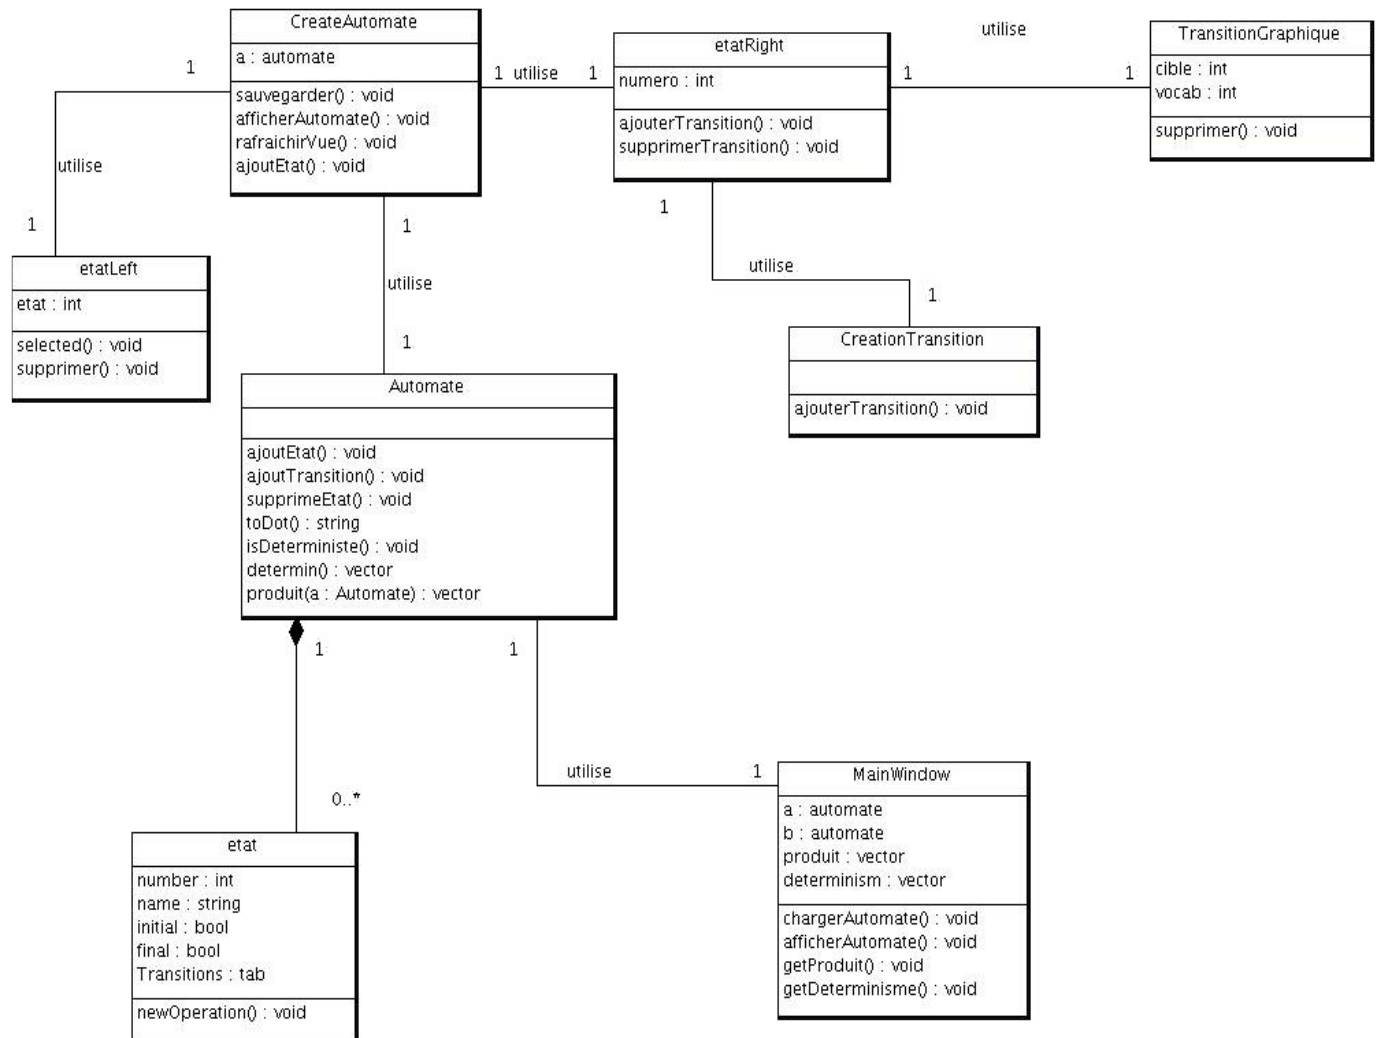 CreateAutomate
a : automate
sauvegarder() : void
afficherAutomate() : void
rafraichirVue() : void
ajoutEtat() : void
1 utilise 1
etatRight
numero : int
ajouterTransition() : void
supprimerTransition() : void
utilise
1
1
TransitionGraphique
cible : int
vocab : int
supprimer() : void
1
utilise
1
etatLeft
etat : int
selected() : void
supprimer() : void
1
utilise
1
1
utilise
1
CreationTransition
ajouterTransition() : void
Automate
ajoutEtat() : void
ajoutTransition() : void
supprimeEtat() : void
toDot() : string
isDeterministe() : void
determin() : vector
produit(a : Automate) : vector
1
0..*
1
utilise
1
etat
number : int
name : string
initial : bool
final : bool
Transitions : tab
newOperation() : void
MainWindow
a : automate
b : automate
produit : vector
determinism : vector
chargerAutomate() : void
afficherAutomate() : void
getProduit() : void
getDeterminisme() : void